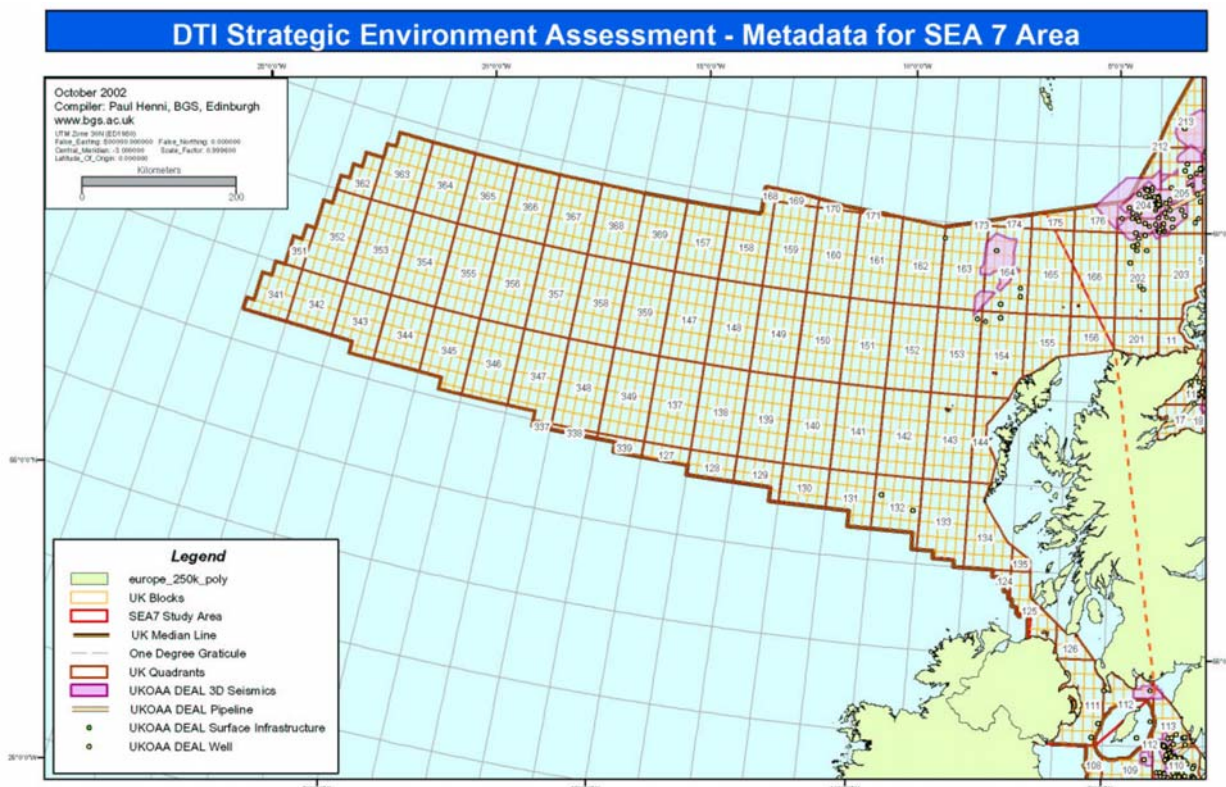 DTI Strategic Environment Assessment - Metadata for SEA 7 Area
October 2002
Compiler: Paul Henni, BGS, Edinburgh
www.bgs.ac.uk
Kilometers
0 200
213
212
168 169 170 171
173 174 175 176
204 205
362 363 364 365 366 367 368 369 157 158 159 160 161 162 163 164 165 166 202 203
351 352 353 354 355 356 357 358 359 147 148 149 150 151 152 153 154 155 156 201 11
341 342 343 344 345 346 347 348 349 137 138 139 140 141 142 143 144
17 18
337 338 339 127 128 129 130 131 132 133 134 135
124
125
126
111 112 113
112
108 109 110
Legend
europe_250k_poly
UK Blocks
SEA7 Study Area
UK Median Line
One Degree Graticule
UK Quadrants
UKOAA DEAL 3D Seismics
UKOAA DEAL Pipeline
UKOAA DEAL Surface Infrastructure
UKOAA DEAL Well